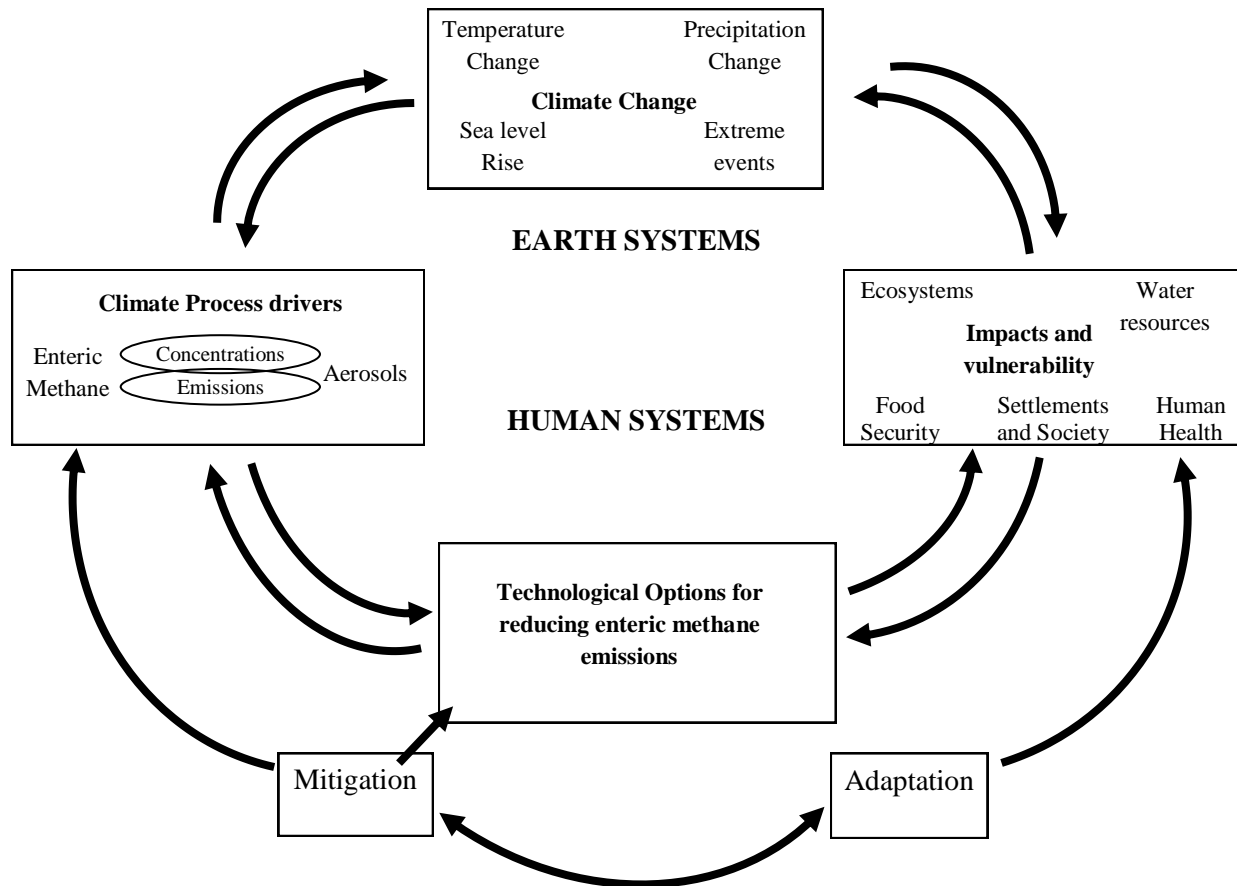 Temperature Change
Precipitation Change
Climate Change
Sea level Rise
Extreme events
EARTH SYSTEMS
Climate Process drivers
Enteric Methane
Concentrations
Emissions
Aerosols
Ecosystems
Water resources
Impacts and vulnerability
Food Security
Settlements and Society
Human Health
HUMAN SYSTEMS
Technological Options for
reducing enteric methane
emissions
Mitigation
Adaptation